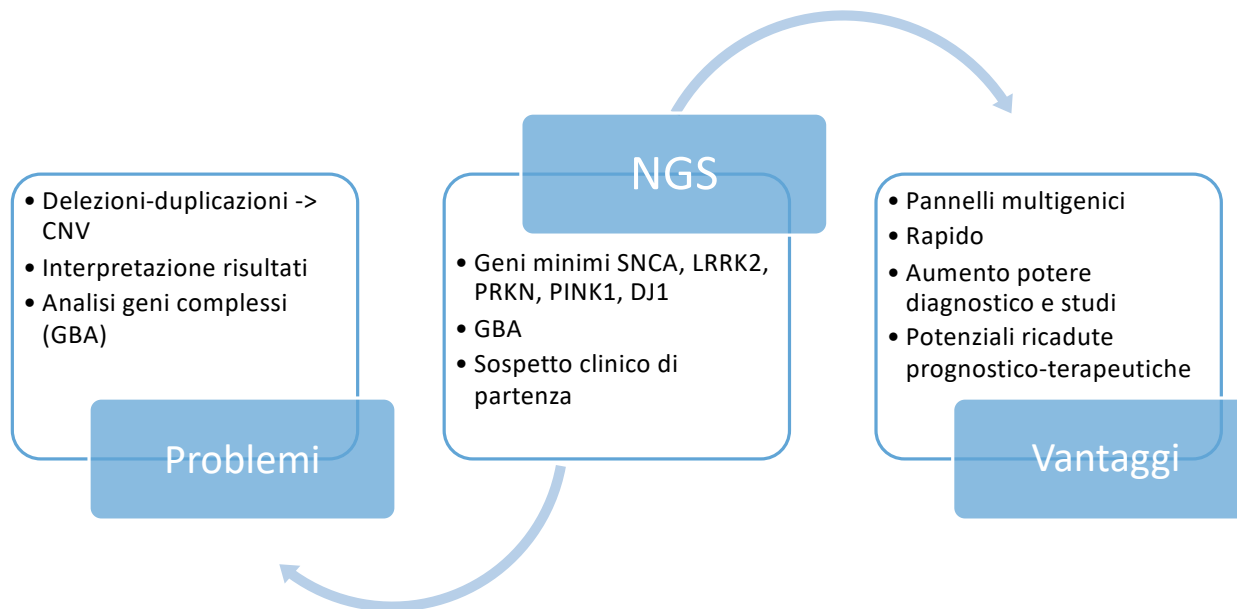 • Delezioni-duplicazioni ->
CNV
• Interpretazione risultati
• Analisi geni complessi
(GBA)
Problemi
NGS
• Geni minimi SNCA, LRRK2,
PRKN, PINK1, DJ1
• GBA
• Sospetto clinico di
partenza
• Pannelli multigenici
• Rapido
• Aumento potere
diagnostico e studi
• Potenziali ricadute
prognostico-terapeutiche
Vantaggi